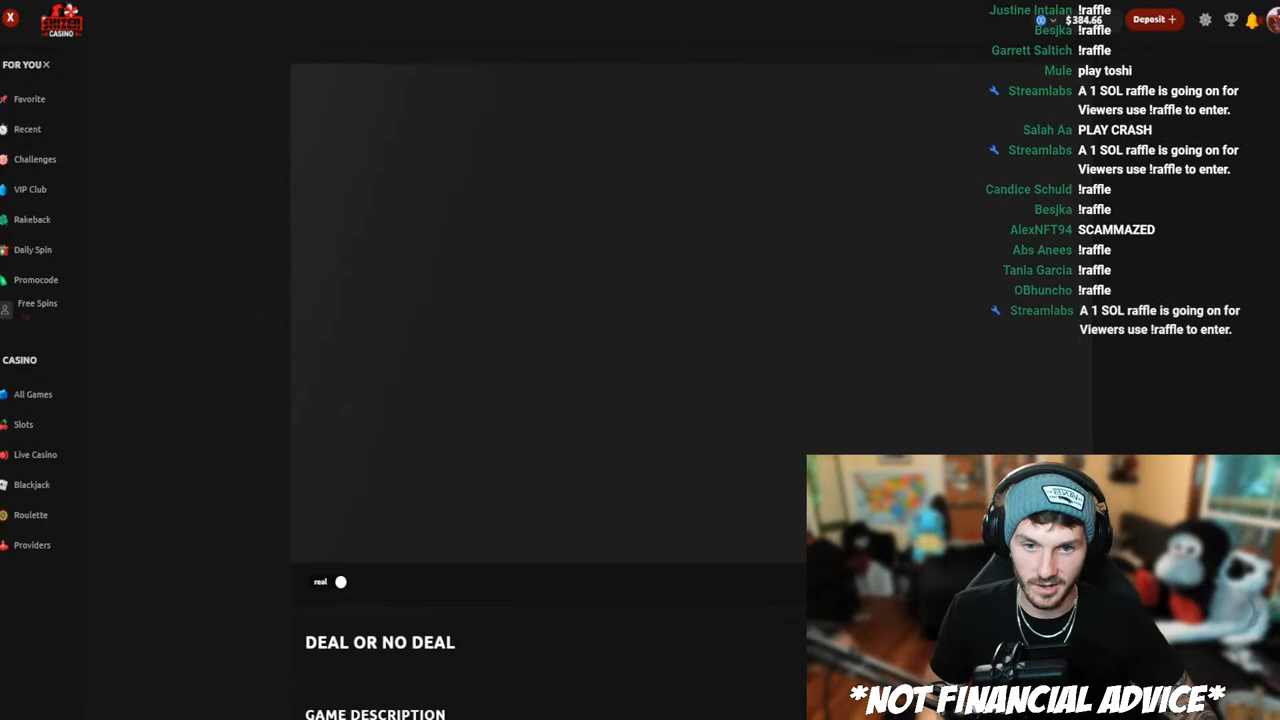 X
SHIZEN
CASINO
$384.66
Deposit +
FOR YOU ×
Favorite
Recent
Challenges
VIP Club
Rakeback
Daily Spin
Promocode
Free Spins
CASINO
All Games
Slots
Live Casino
Blackjack
Roulette
Providers
real
DEAL OR NO DEAL
GAME DESCRIPTION
Justine Intalan !raffle
Besjka !raffle
Garrett Saltich !raffle
Mule play toshi
Streamlabs A 1 SOL raffle is going on for
Viewers use !raffle to enter.
Salah Aa PLAY CRASH
Streamlabs A 1 SOL raffle is going on for
Viewers use !raffle to enter.
Candice Schuld !raffle
Besjka !raffle
AlexNFT94 SCAMMAZED
Abs Anees !raffle
Tania Garcia !raffle
OBhuncho !raffle
Streamlabs A 1 SOL raffle is going on for
Viewers use !raffle to enter.
*NOT FINANCIAL ADVICE*